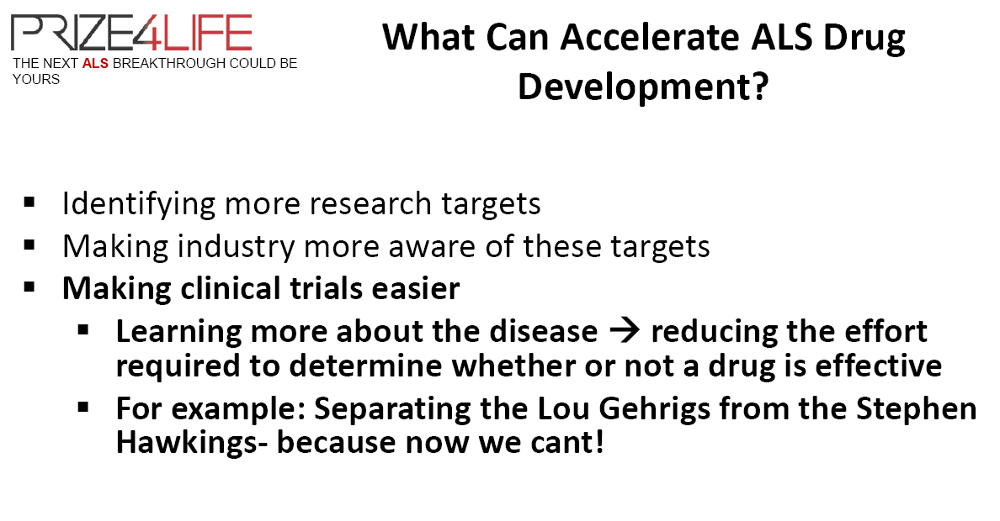 PRIZE4LIFE
THE NEXT ALS BREAKTHROUGH COULD BE
YOURS
What Can Accelerate ALS Drug
Development?
▪ Identifying more research targets
▪ Making industry more aware of these targets
▪ Making clinical trials easier
▪ Learning more about the disease → reducing the effort
required to determine whether or not a drug is effective
▪ For example: Separating the Lou Gehrigs from the Stephen
Hawkings- because now we cant!